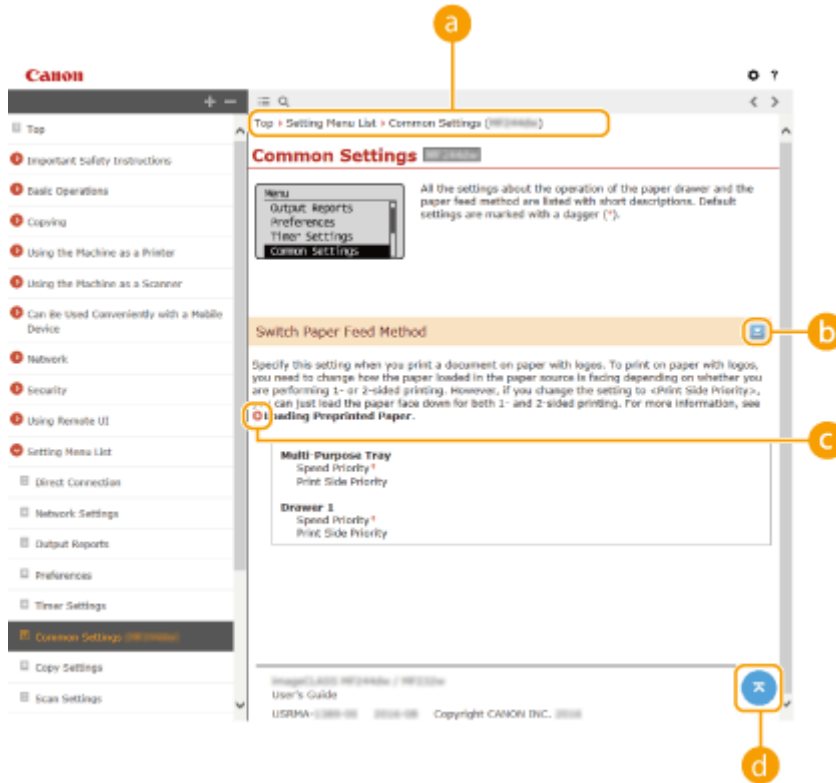 a
Canon
?
+ −
Top
Important Safety Instructions
Basic Operations
Copying
Using the Machine as a Printer
Using the Machine as a Scanner
Can Be Used Conveniently with a Mobile
Device
Network
Security
Using Remote UI
Setting Menu List
Direct Connection
Network Settings
Output Reports
Preferences
Timer Settings
Common Settings
Copy Settings
Scan Settings
Top > Setting Menu List > Common Settings (
Common Settings
Menu
Output Reports
Preferences
Timer Settings
Common Settings
All the settings about the operation of the paper drawer and the
paper feed method are listed with short descriptions. Default
settings are marked with a dagger (*).
Switch Paper Feed Method
b
Specify this setting when you print a document on paper with logos. To print on paper with logos,
you need to change how the paper loaded in the paper source is facing depending on whether you
are performing 1- or 2-sided printing. However, if you change the setting to <Print Side Priority>,
can just load the paper face down for both 1- and 2-sided printing. For more information, see
Loading Preprinted Paper.
c
Multi-Purpose Tray
Speed Priority*
Print Side Priority
Drawer 1
Speed Priority*
Print Side Priority
User's Guide
USRMA- Copyright CANON INC.
d